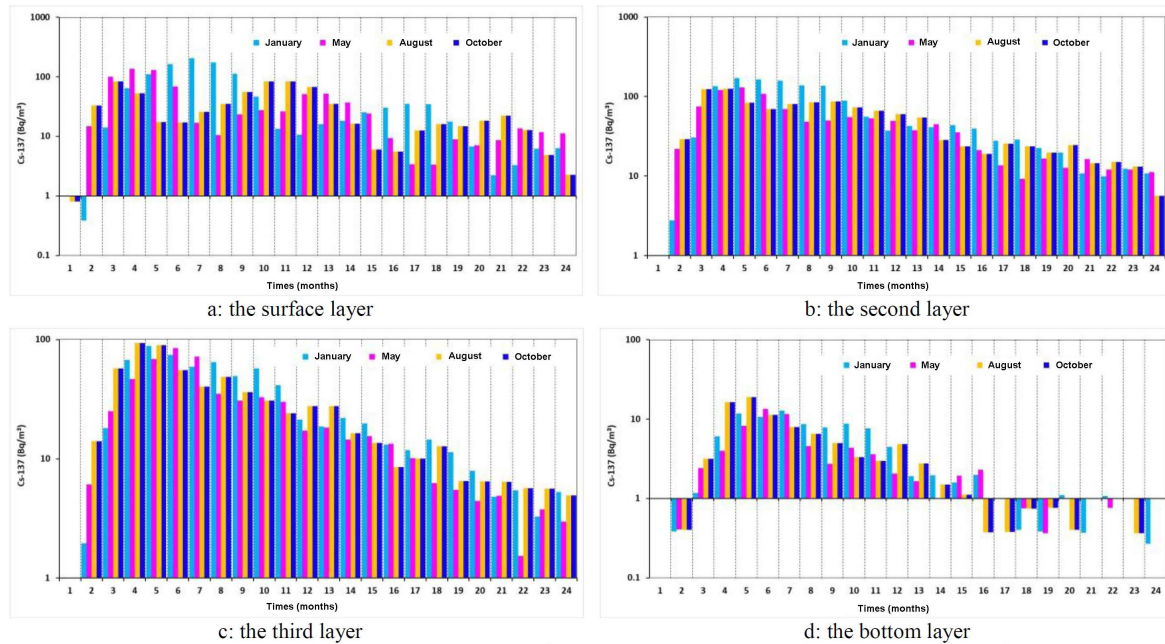 1000
100
10
1
0.1
Cs-137 (Bq/m³)
January May August October
1 2 3 4 5 6 7 8 9 10 11 12 13 14 15 16 17 18 19 20 21 22 23 24
Times (months)
a: the surface layer
1000
100
10
1
Cs-137 (Bq/m³)
January May August October
1 2 3 4 5 6 7 8 9 10 11 12 13 14 15 16 17 18 19 20 21 22 23 24
Times (months)
b: the second layer
100
10
1
Cs-137 (Bq/m³)
January May August October
1 2 3 4 5 6 7 8 9 10 11 12 13 14 15 16 17 18 19 20 21 22 23 24
Times (months)
c: the third layer
100
10
1
0.1
Cs-137 (Bq/m³)
January May August October
1 2 3 4 5 6 7 8 9 10 11 12 13 14 15 16 17 18 19 20 21 22 23 24
Times (months)
d: the bottom layer